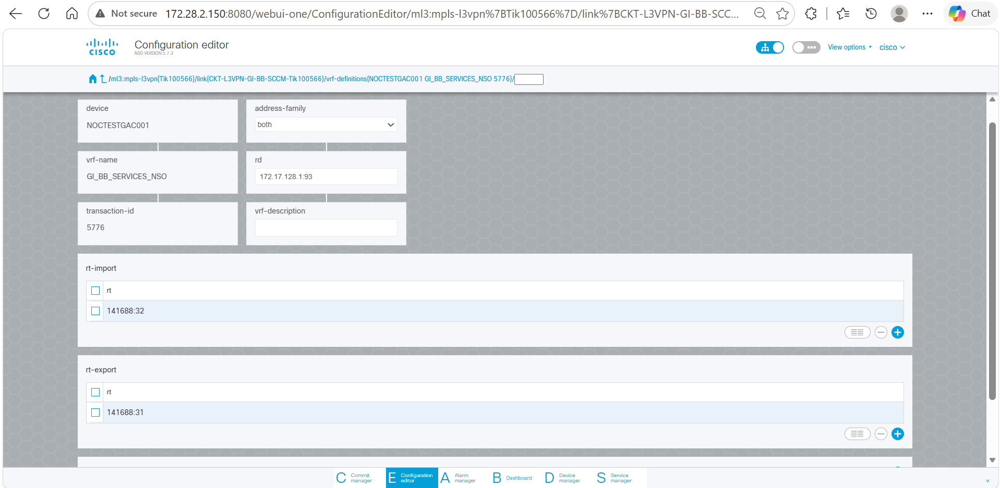 Not secure
172.28.2.150:8080/webui-one/ConfigurationEditor/ml3:mpls-l3vpn%7BTik100566%7D/link%7BCKT-L3VPN-GI-BB-SCC...
Chat
CISCO
Configuration editor
NSO VERSION:5.7.3
View options
cisco
/ml3:mpls-l3vpn{Tik100566}/link{CKT-L3VPN-GI-BB-SCCM-Tik100566}/vrf-definitions{NOCTESTGAC001 GI_BB_SERVICES_NSO 5776}/
device
NOCTESTGAC001
address-family
both
vrf-name
GI_BB_SERVICES_NSO
rd
172.17.128.1:93
transaction-id
5776
vrf-description
rt-import
rt
141688:32
rt-export
rt
141688:31
C Commit manager
E Configuration editor
A Alarm manager
B Dashboard
D Device manager
S Service manager